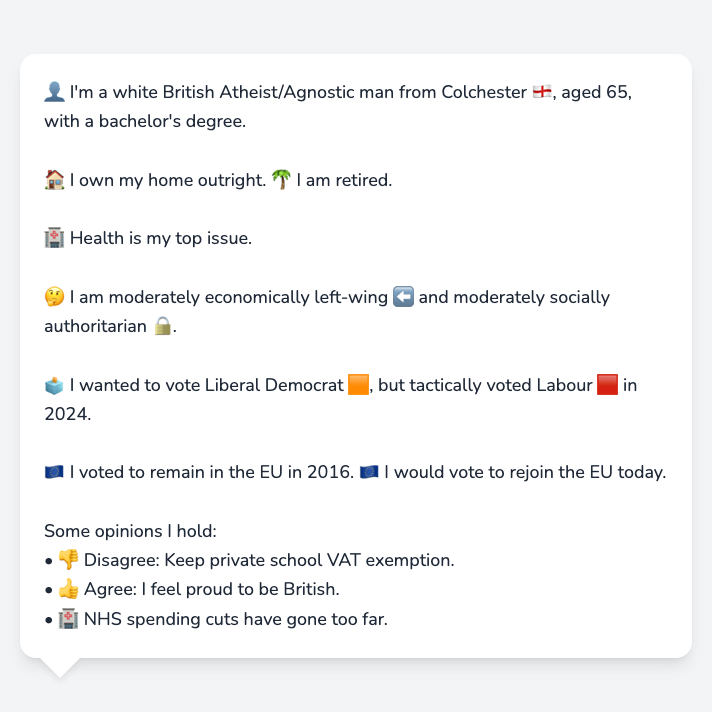 👤 I'm a white British Atheist/Agnostic man from Colchester 🏴󠁧󠁢󠁥󠁮󠁧󠁿, aged 65,
with a bachelor's degree.
🏠 I own my home outright. 🌴 I am retired.
🏥 Health is my top issue.
🤔 I am moderately economically left-wing ⬅️ and moderately socially
authoritarian 🔒.
🗳️ I wanted to vote Liberal Democrat 🟧, but tactically voted Labour 🟥 in
2024.
🇪🇺 I voted to remain in the EU in 2016. 🇪🇺 I would vote to rejoin the EU today.
Some opinions I hold:
• 👎 Disagree: Keep private school VAT exemption.
• 👍 Agree: I feel proud to be British.
• 🏥 NHS spending cuts have gone too far.